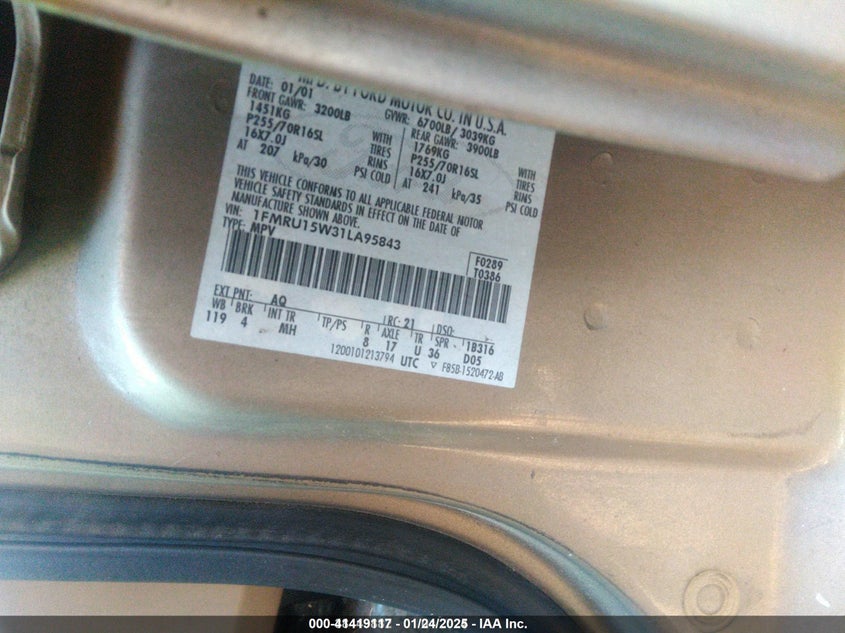 MFD. BY FORD MOTOR CO. IN U.S.A.
DATE: 01/01 GVWR: 6700LB/ 3039KG
FRONT GAWR: 3200LB REAR GAWR: 3900LB
1451KG WITH 1769KG WITH
P255/70R16SL TIRES P255/70R16SL TIRES
16X7.0J RIMS 16X7.0J RIMS
AT 207 kPa/30 PSI COLD AT 241 kPa/35 PSI COLD
THIS VEHICLE CONFORMS TO ALL APPLICABLE FEDERAL MOTOR
VEHICLE SAFETY STANDARDS IN EFFECT ON THE DATE OF
MANUFACTURE SHOWN ABOVE.
VIN: 1FMRU15W31LA95843
TYPE: MPV
F0289
T0386
EXT PNT: AQ RC: 21 DSO:
WB BRK INT TR TP/PS R AXLE TR SPR 1B316
119 4 MH 8 17 U 36 D05
1200101213794 UTC ▽ F85B-1520472-AB
000-41419117 - 01/24/2025 - IAA Inc.